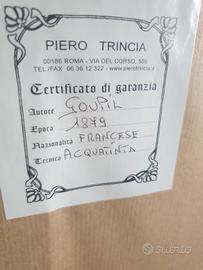 PIERO TRINCIA
00186 ROMA - VIA DEL CORSO, 509
TEL./FAX 06.36.12.322 - www.pierotrincia.it
Certificato di garanzia
Autore GOUPIL
Epoca 1879
Nazionalità FRANCESE
Tecnica ACQUATINTA
subito